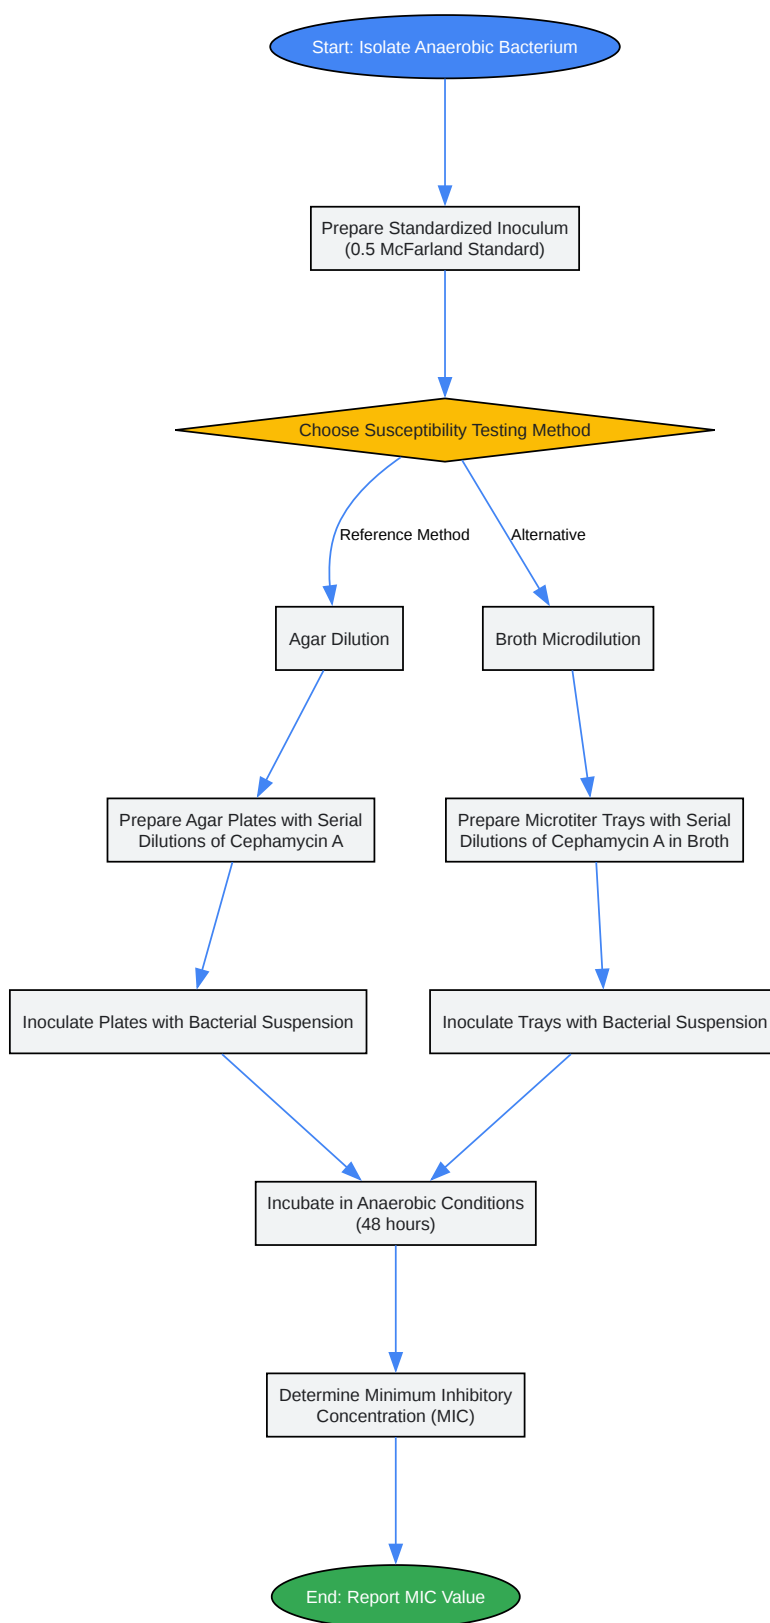 Start: Isolate Anaerobic Bacterium
Prepare Standardized Inoculum
(0.5 McFarland Standard)
Choose Susceptibility Testing Method
Reference Method
Alternative
Agar Dilution
Broth Microdilution
Prepare Agar Plates with Serial
Dilutions of Cephamycin A
Prepare Microtiter Trays with Serial
Dilutions of Cephamycin A in Broth
Inoculate Plates with Bacterial Suspension
Inoculate Trays with Bacterial Suspension
Incubate in Anaerobic Conditions
(48 hours)
Determine Minimum Inhibitory
Concentration (MIC)
End: Report MIC Value